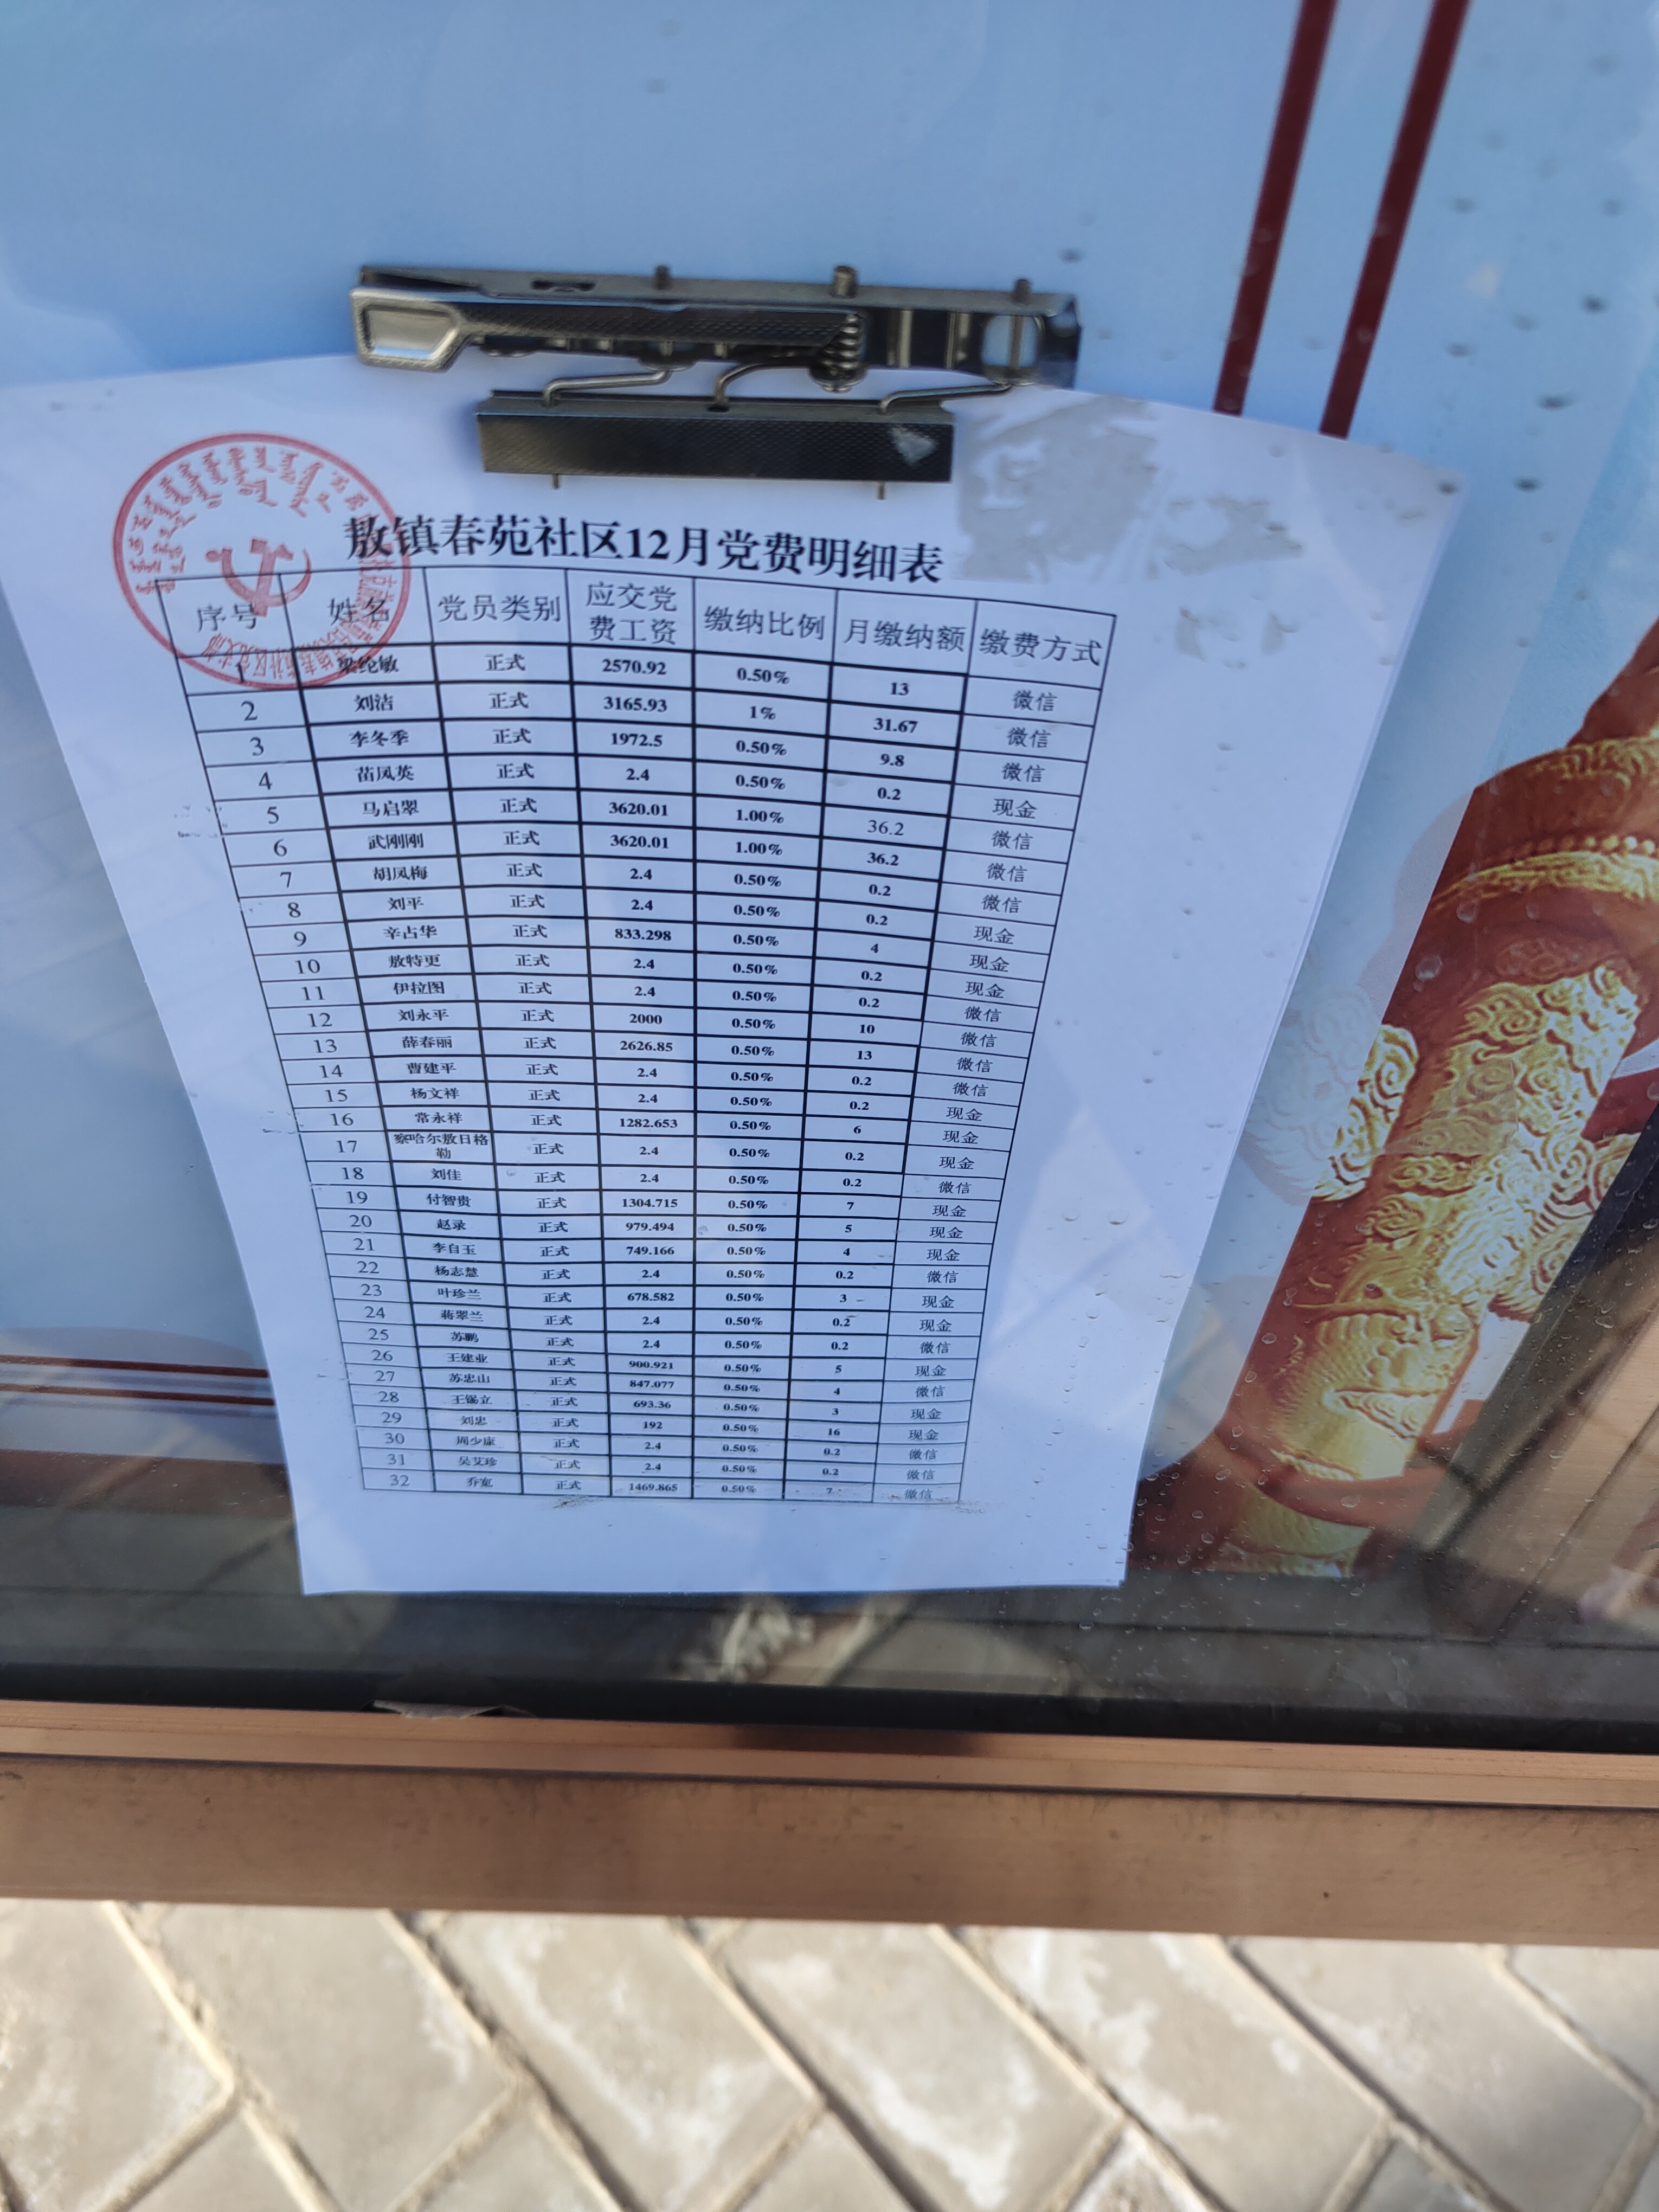 敖镇春苑社区12月党费明细表
序号 姓名 党员类别 应交党费工资 缴纳比例 月缴纳额 缴费方式
1 梁纶敏 正式 2570.92 0.50% 13 微信
2 刘洁 正式 3165.93 1% 31.67 微信
3 李冬季 正式 1972.5 0.50% 9.8 微信
4 苗凤英 正式 2.4 0.50% 0.2 现金
5 马启翠 正式 3620.01 1.00% 36.2 微信
6 武刚刚 正式 3620.01 1.00% 36.2 微信
7 胡凤梅 正式 2.4 0.50% 0.2 微信
8 刘平 正式 2.4 0.50% 0.2 现金
9 辛占华 正式 833.298 0.50% 4 现金
10 敖特更 正式 2.4 0.50% 0.2 现金
11 伊拉图 正式 2.4 0.50% 0.2 微信
12 刘永平 正式 2000 0.50% 10 微信
13 薛春丽 正式 2626.85 0.50% 13 微信
14 曹建平 正式 2.4 0.50% 0.2 微信
15 杨文祥 正式 2.4 0.50% 0.2 现金
16 常永祥 正式 1282.653 0.50% 6 现金
17 察哈尔敖日格勒 正式 2.4 0.50% 0.2 现金
18 刘佳 正式 2.4 0.50% 0.2 微信
19 付智贵 正式 1304.715 0.50% 7 现金
20 赵录 正式 979.494 0.50% 5 现金
21 李自玉 正式 749.166 0.50% 4 现金
22 杨志慧 正式 2.4 0.50% 0.2 微信
23 叶珍兰 正式 678.582 0.50% 3 现金
24 蒋翠兰 正式 2.4 0.50% 0.2 现金
25 苏鹏 正式 2.4 0.50% 0.2 微信
26 王建业 正式 900.921 0.50% 5 现金
27 苏忠山 正式 847.077 0.50% 4 微信
28 王锡立 正式 693.36 0.50% 3 现金
29 刘忠 正式 192 0.50% 16 现金
30 周少康 正式 2.4 0.50% 0.2 微信
31 吴艾珍 正式 2.4 0.50% 0.2 微信
32 乔宽 正式 1469.865 0.50% 7 微信